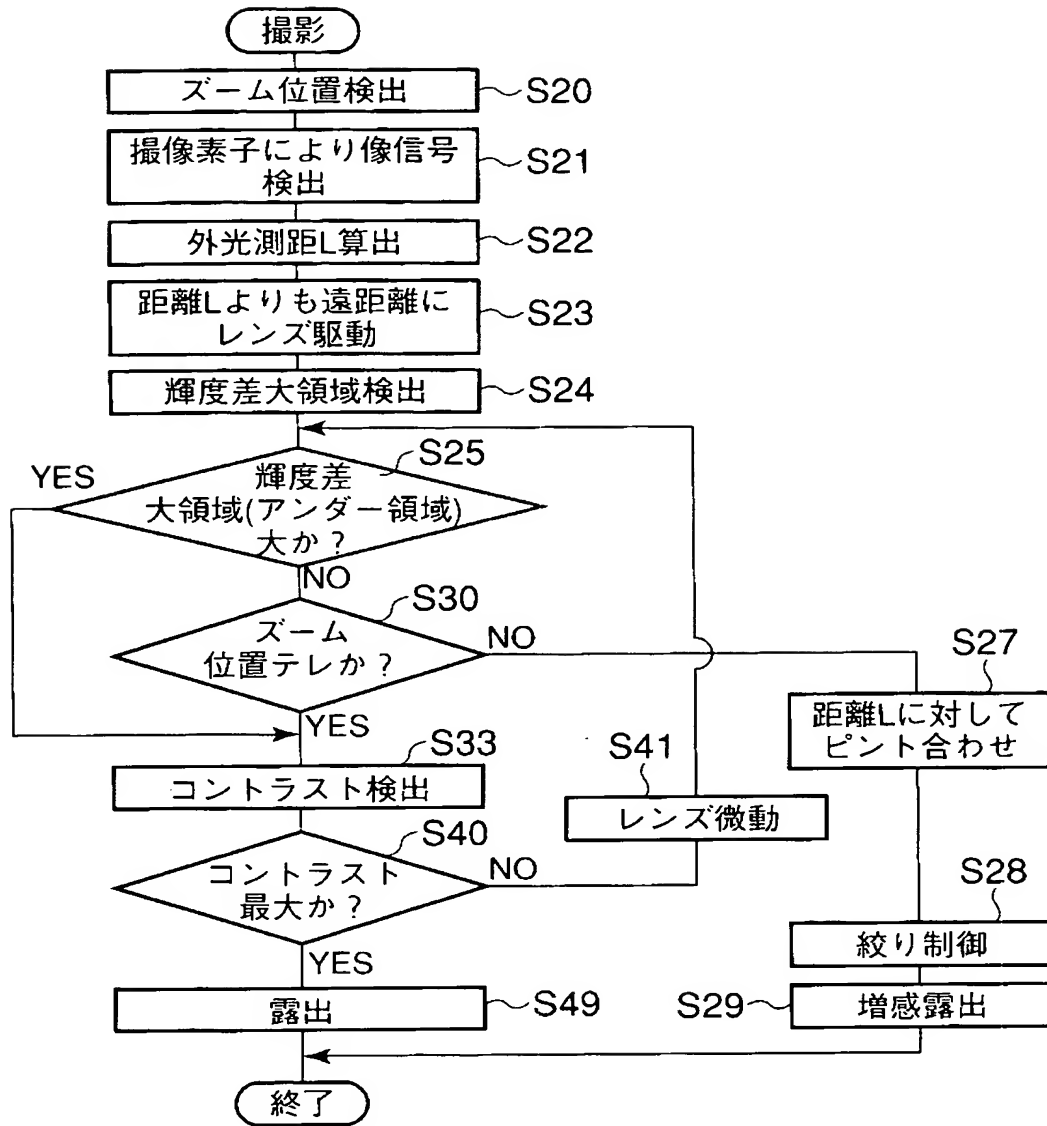 撮影
ズーム位置検出
S20
撮像素子により像信号
検出
S21
外光測距L算出
S22
距離Lよりも遠距離に
レンズ駆動
S23
輝度差大領域検出
S24
S25
YES
輝度差
大領域(アンダー領域)
大か?
NO
S30
ズーム
位置テレか?
NO
YES
S27
距離Lに対して
ピント合わせ
S33
コントラスト検出
S41
レンズ微動
S40
コントラスト
最大か?
NO
YES
S28
絞り制御
露出
S49
S29
増感露出
終了